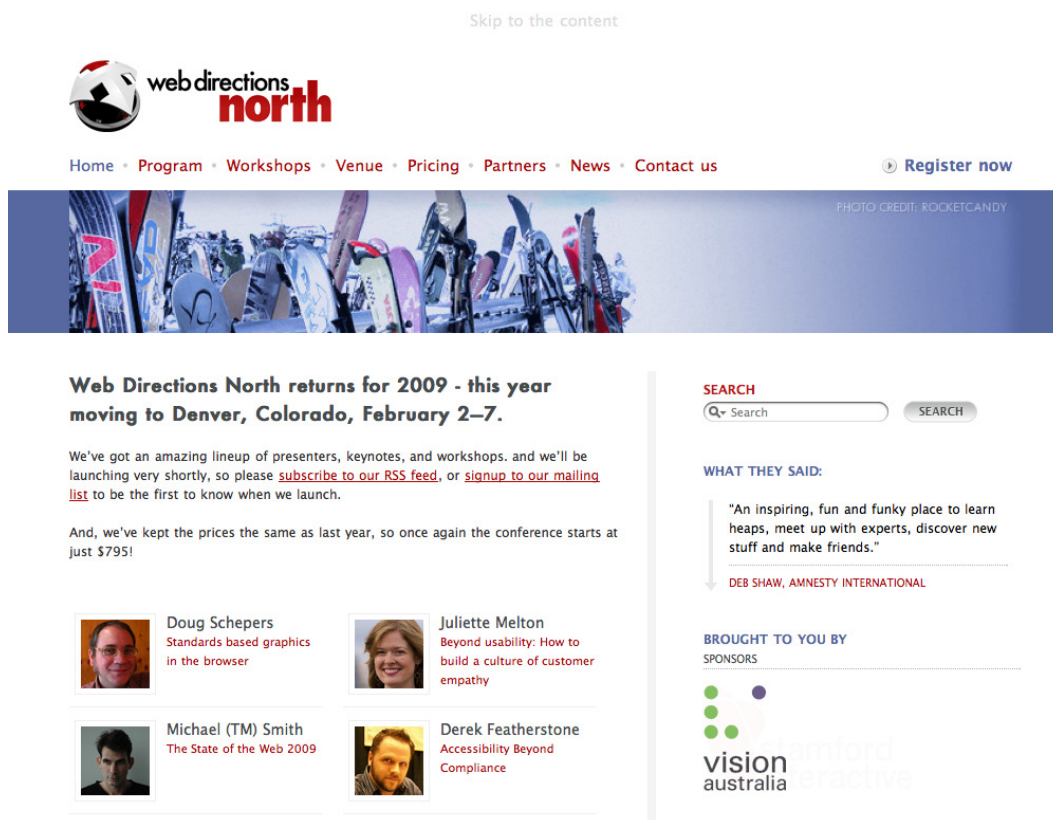 Skip to the content
web directions
north
Home • Program • Workshops • Venue • Pricing • Partners • News • Contact us
Register now
PHOTO CREDIT: ROCKETCANDY
Web Directions North returns for 2009 - this year
moving to Denver, Colorado, February 2–7.
We've got an amazing lineup of presenters, keynotes, and workshops. and we'll be
launching very shortly, so please subscribe to our RSS feed, or signup to our mailing
list to be the first to know when we launch.
And, we've kept the prices the same as last year, so once again the conference starts at
just $795!
Doug Schepers
Standards based graphics
in the browser
Juliette Melton
Beyond usability: How to
build a culture of customer
empathy
Michael (TM) Smith
The State of the Web 2009
Derek Featherstone
Accessibility Beyond
Compliance
SEARCH
Search
SEARCH
WHAT THEY SAID:
"An inspiring, fun and funky place to learn
heaps, meet up with experts, discover new
stuff and make friends."
DEB SHAW, AMNESTY INTERNATIONAL
BROUGHT TO YOU BY
SPONSORS
vision
australia
stamford
interactive